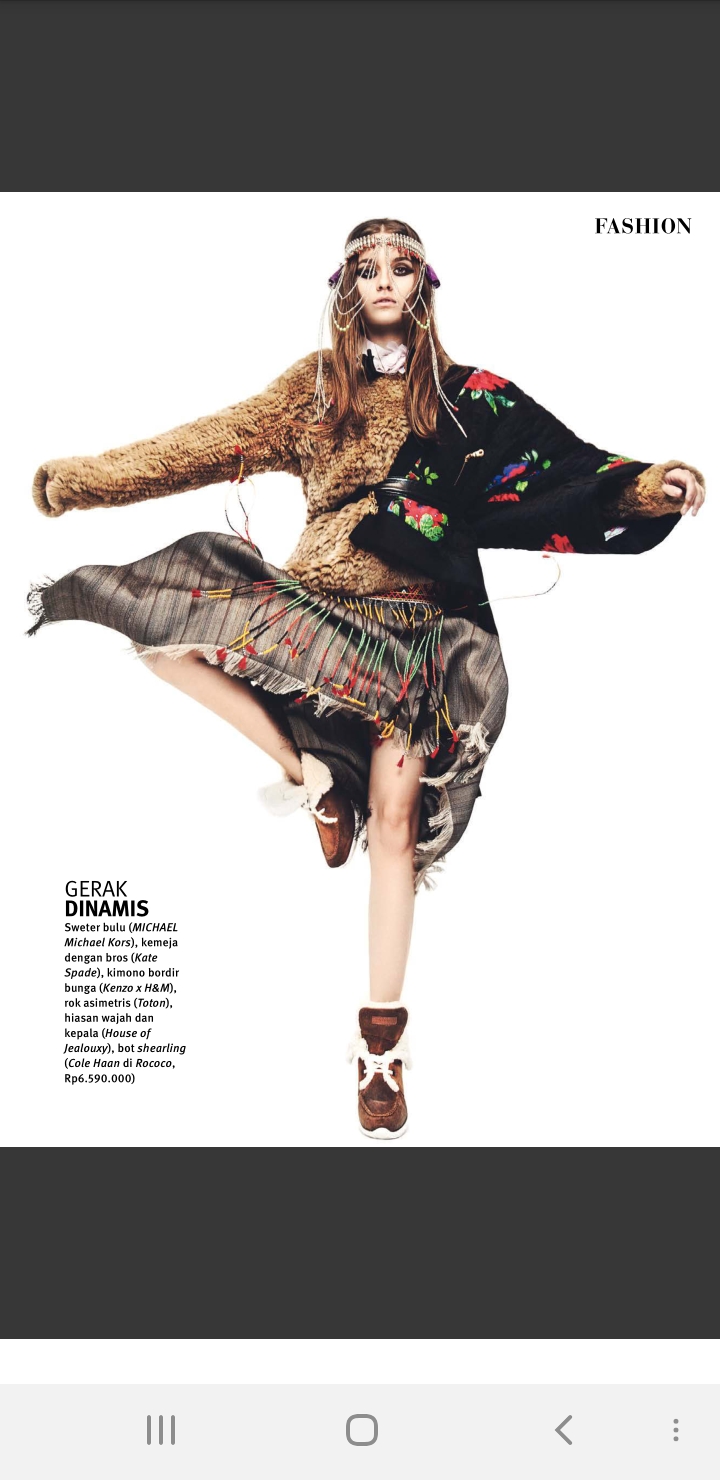 FASHION
GERAK
DINAMIS
Sweter bulu (MICHAEL
Michael Kors), kemeja
dengan bros (Kate
Spade), kimono bordir
bunga (Kenzo x H&M),
rok asimetris (Toton),
hiasan wajah dan
kepala (House of
Jealouxy), bot shearling
(Cole Haan di Rococo,
Rp6.590.000)